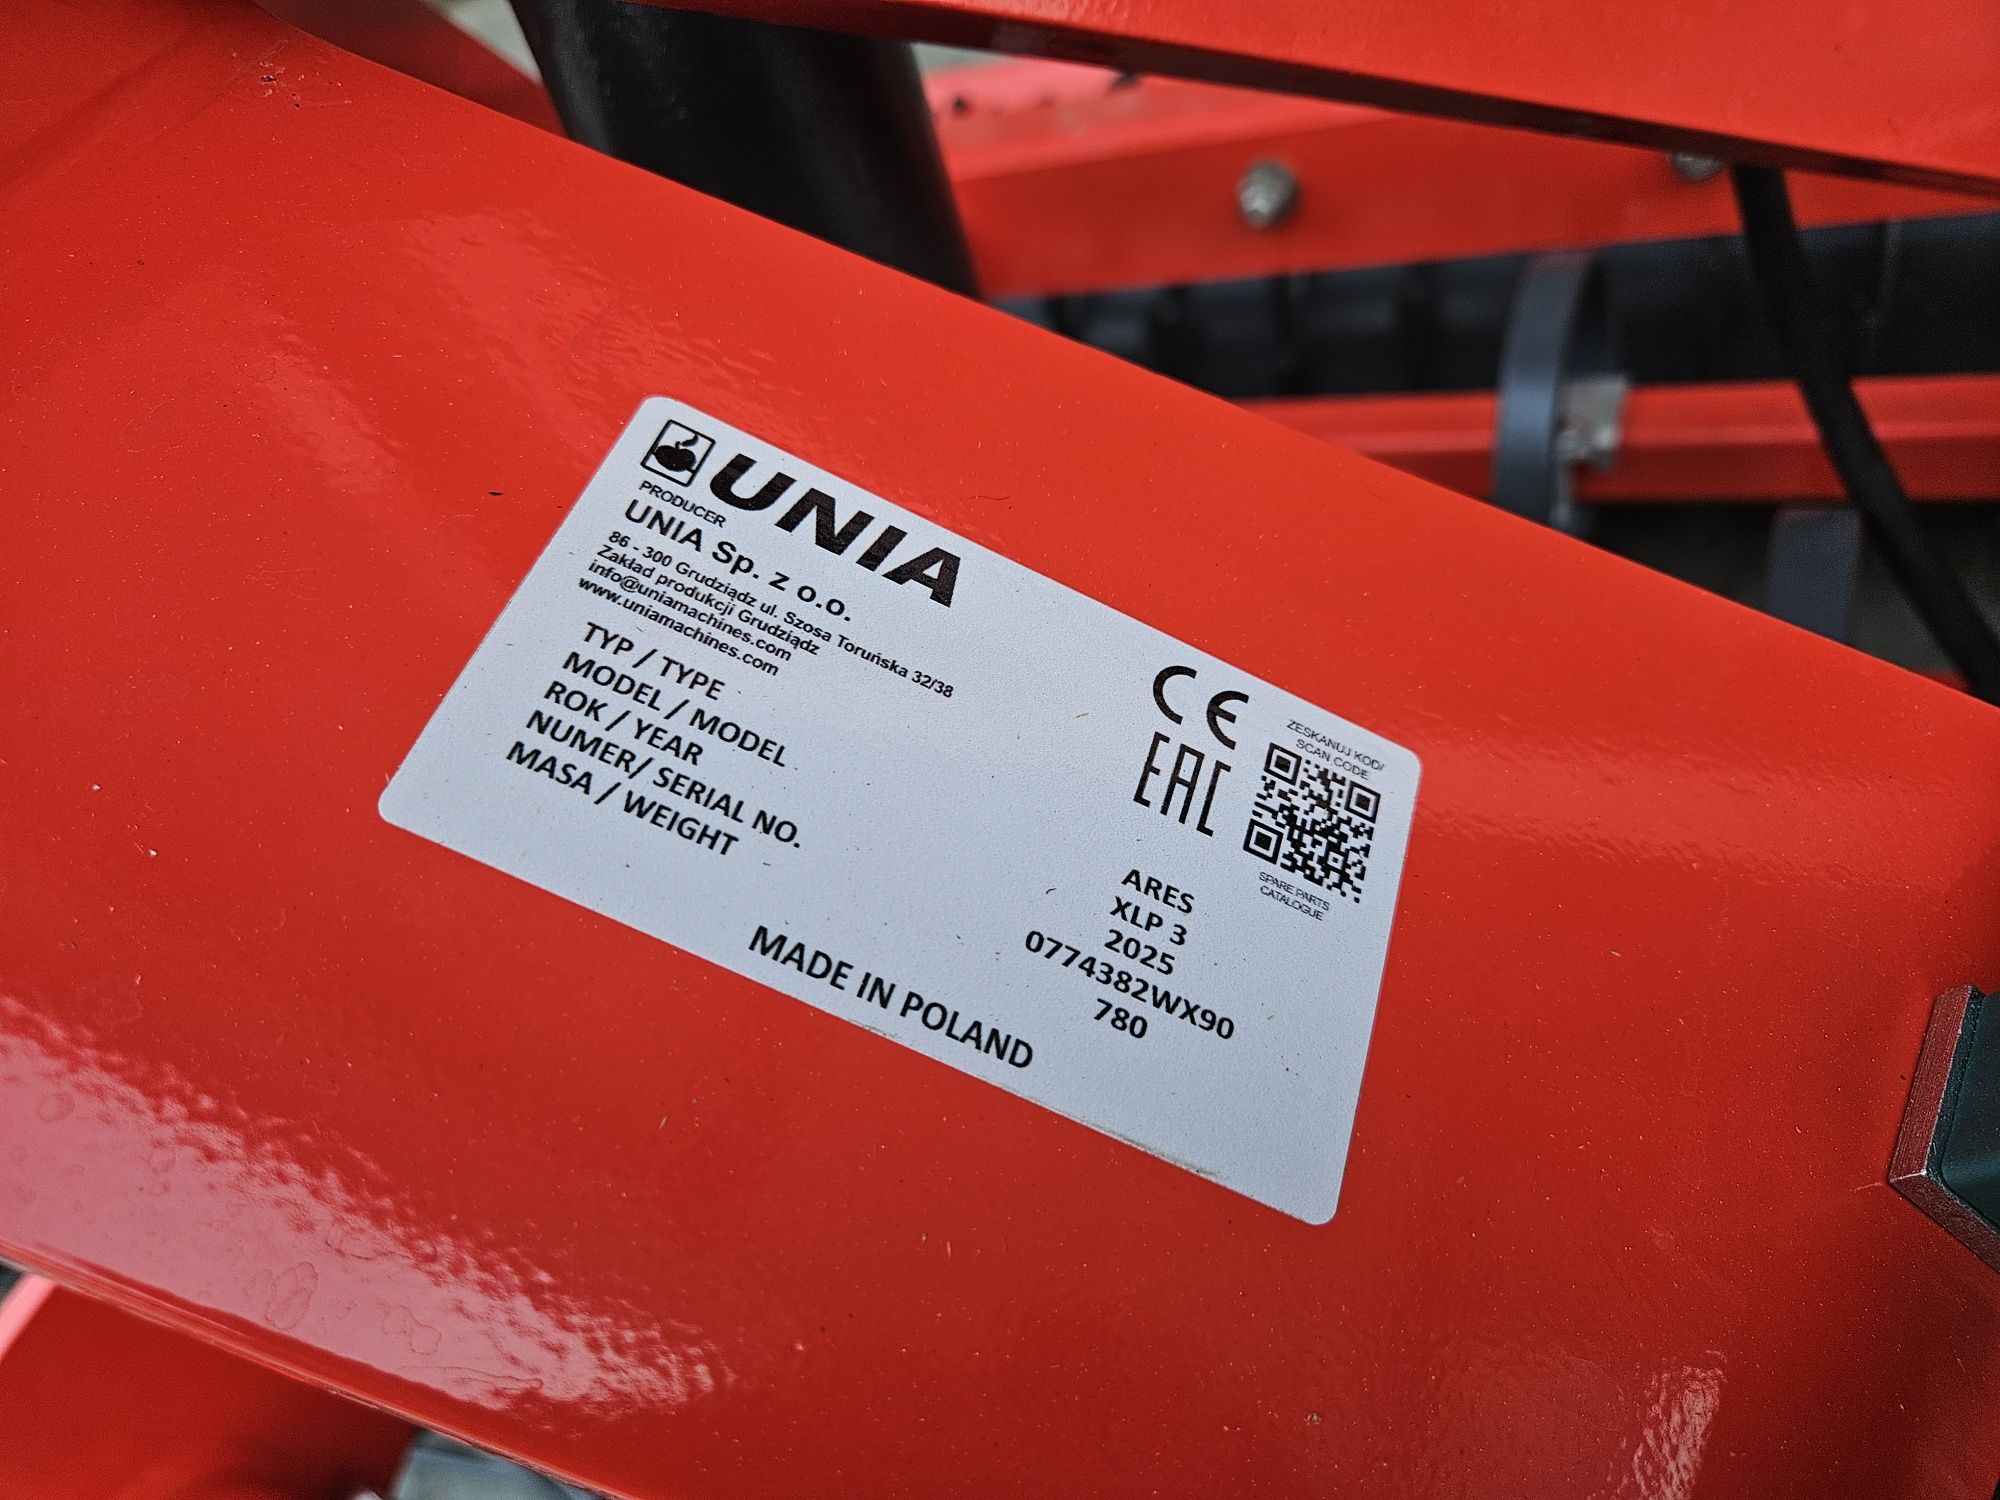 UNIA
PRODUCER
UNIA Sp. z o.o.
86 - 300 Grudziądz ul. Szosa Toruńska 32/38
Zakład produkcji Grudziądz
info@uniamachines.com
www.uniamachines.com
CE
EAC
ZESKANUJ KOD/
SCAN CODE
SPARE PARTS
CATALOGUE
TYP / TYPE ARES
MODEL / MODEL XLP 3
ROK / YEAR 2025
NUMER/ SERIAL NO. 0774382WX90
MASA / WEIGHT 780
MADE IN POLAND